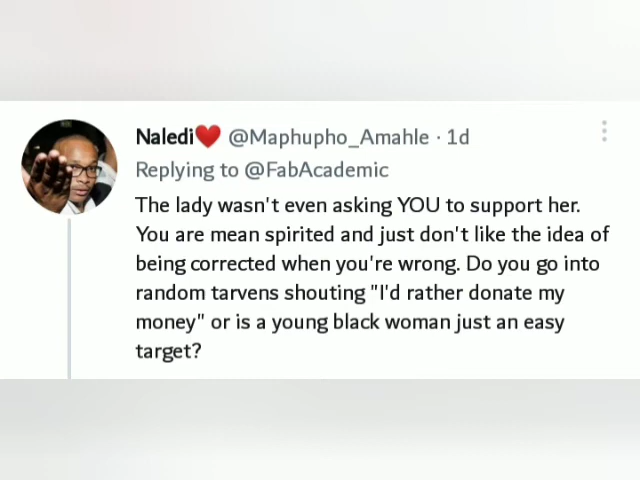 Naledi❤️ @Maphupho_Amahle · 1d
Replying to @FabAcademic
The lady wasn't even asking YOU to support her.
You are mean spirited and just don't like the idea of
being corrected when you're wrong. Do you go into
random tarvens shouting "I'd rather donate my
money" or is a young black woman just an easy
target?